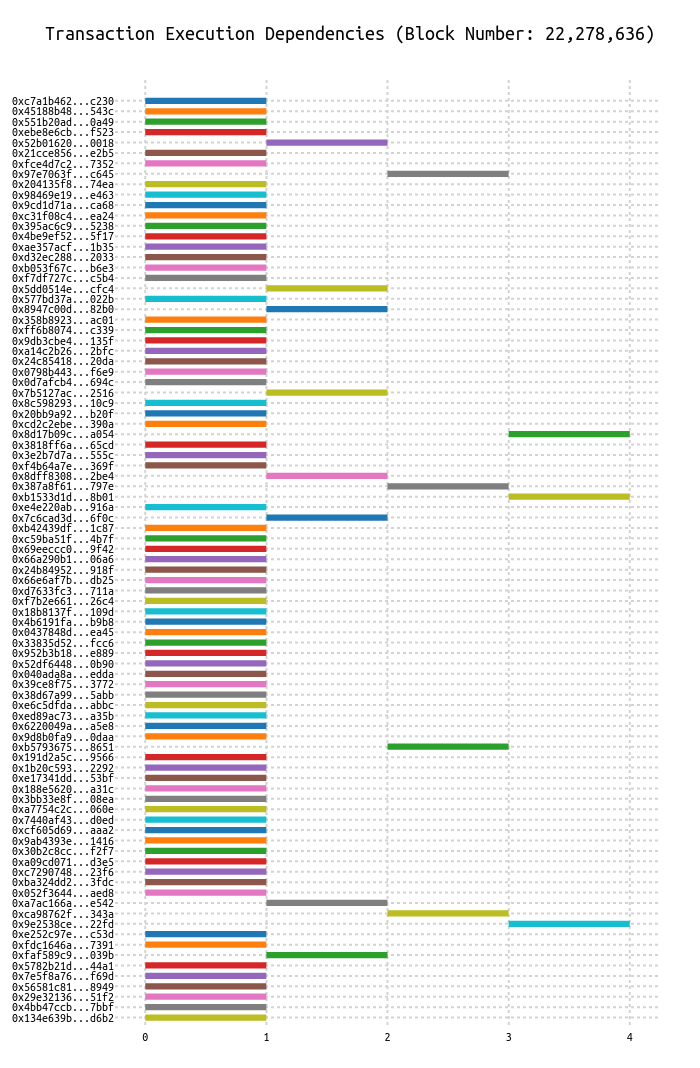 Transaction Execution Dependencies (Block Number: 22,278,636)
0xc7a1b462...c230
0x45188b48...543c
0x551b20ad...0a49
0xebe8e6cb...f523
0x52b01620...0018
0x21cce856...e2b5
0xfce4d7c2...7352
0x97e7063f...c645
0x204135f8...74ea
0x98469e19...e463
0x9cd1d71a...ca68
0xc31f08c4...ea24
0x395ac6c9...5238
0x4be9ef52...5f17
0xae357acf...1b35
0xd32ec288...2033
0xb053f67c...b6e3
0xf7df727c...c5b4
0x5dd0514e...cfc4
0x577bd37a...022b
0x8947c00d...82b0
0x358b8923...ac01
0xff6b8074...c339
0x9db3cbe4...135f
0xa14c2b26...2bfc
0x24c85418...20da
0x0798b443...f6e9
0x0d7afcb4...694c
0x7b5127ac...2516
0x8c598293...10c9
0x20bb9a92...b20f
0xcd2c2ebe...390a
0x8d17b09c...a054
0x3818ff6a...65cd
0x3e2b7d7a...555c
0xf4b64a7e...369f
0x8dff8308...2be4
0x387a8f61...797e
0xb1533d1d...8b01
0xe4e220ab...916a
0x7c6cad3d...6f0c
0xb42439df...1c87
0xc59ba51f...4b7f
0x69eeccc0...9f42
0x66a290b1...06a6
0x24b84952...918f
0x66e6af7b...db25
0xd7633fc3...711a
0xf7b2e661...26c4
0x18b8137f...109d
0x4b6191fa...b9b8
0x0437848d...ea45
0x33835d52...fcc6
0x952b3b18...e889
0x52df6448...0b90
0x040ada8a...edda
0x39ce8f75...3772
0x38d67a99...5abb
0xe6c5dfda...abbc
0xed89ac73...a35b
0x6220049a...a5e8
0x9d8b0fa9...0daa
0xb5793675...8651
0x191d2a5c...9566
0x1b20c593...2292
0xe17341dd...53bf
0x188e5620...a31c
0x3bb33e8f...08ea
0xa7754c2c...060e
0x7440af43...d0ed
0xcf605d69...aaa2
0x9ab4393e...1416
0x30b2c8cc...f2f7
0xa09cd071...d3e5
0xc7290748...23f6
0xba324dd2...3fdc
0x052f3644...aed8
0xa7ac166a...e542
0xca98762f...343a
0x9e2538ce...22fd
0xe252c97e...c53d
0xfdc1646a...7391
0xfaf589c9...039b
0x5782b21d...44a1
0x7e5f8a76...f69d
0x56581c81...8949
0x29e32136...51f2
0x4bb47ccb...7bbf
0x134e639b...d6b2
0 1 2 3 4